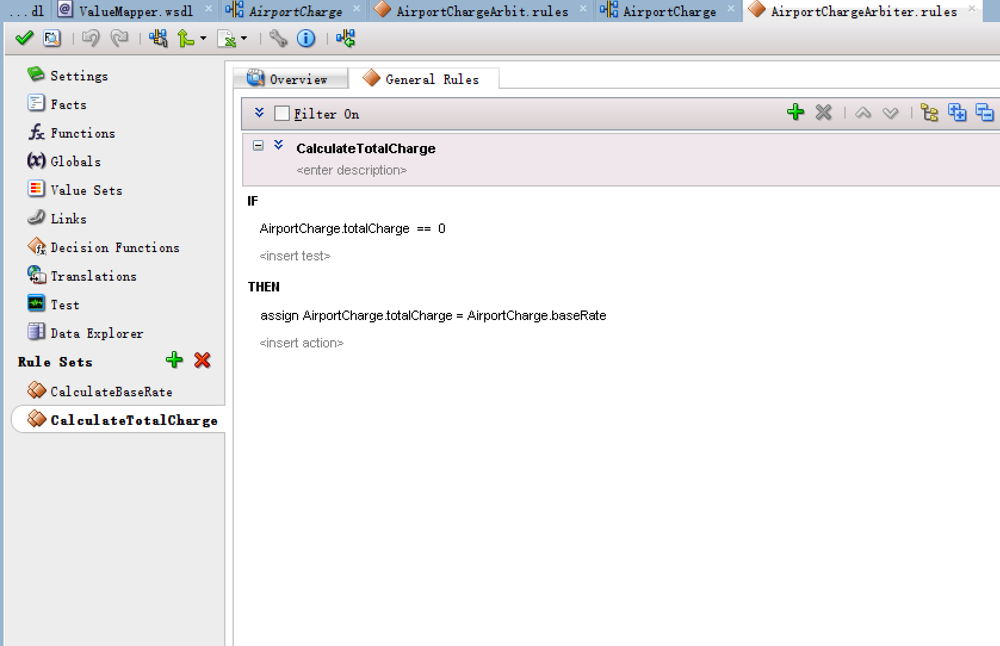 ...dl ValueMapper.wsdl AirportCharge AirportChargeArbit.rules AirportCharge AirportChargeArbiter.rules
Settings
Facts
Functions
Globals
Value Sets
Links
Decision Functions
Translations
Test
Data Explorer
Rule Sets
CalculateBaseRate
CalculateTotalCharge
Overview General Rules
Filter On
CalculateTotalCharge
<enter description>
IF
AirportCharge.totalCharge == 0
<insert test>
THEN
assign AirportCharge.totalCharge = AirportCharge.baseRate
<insert action>